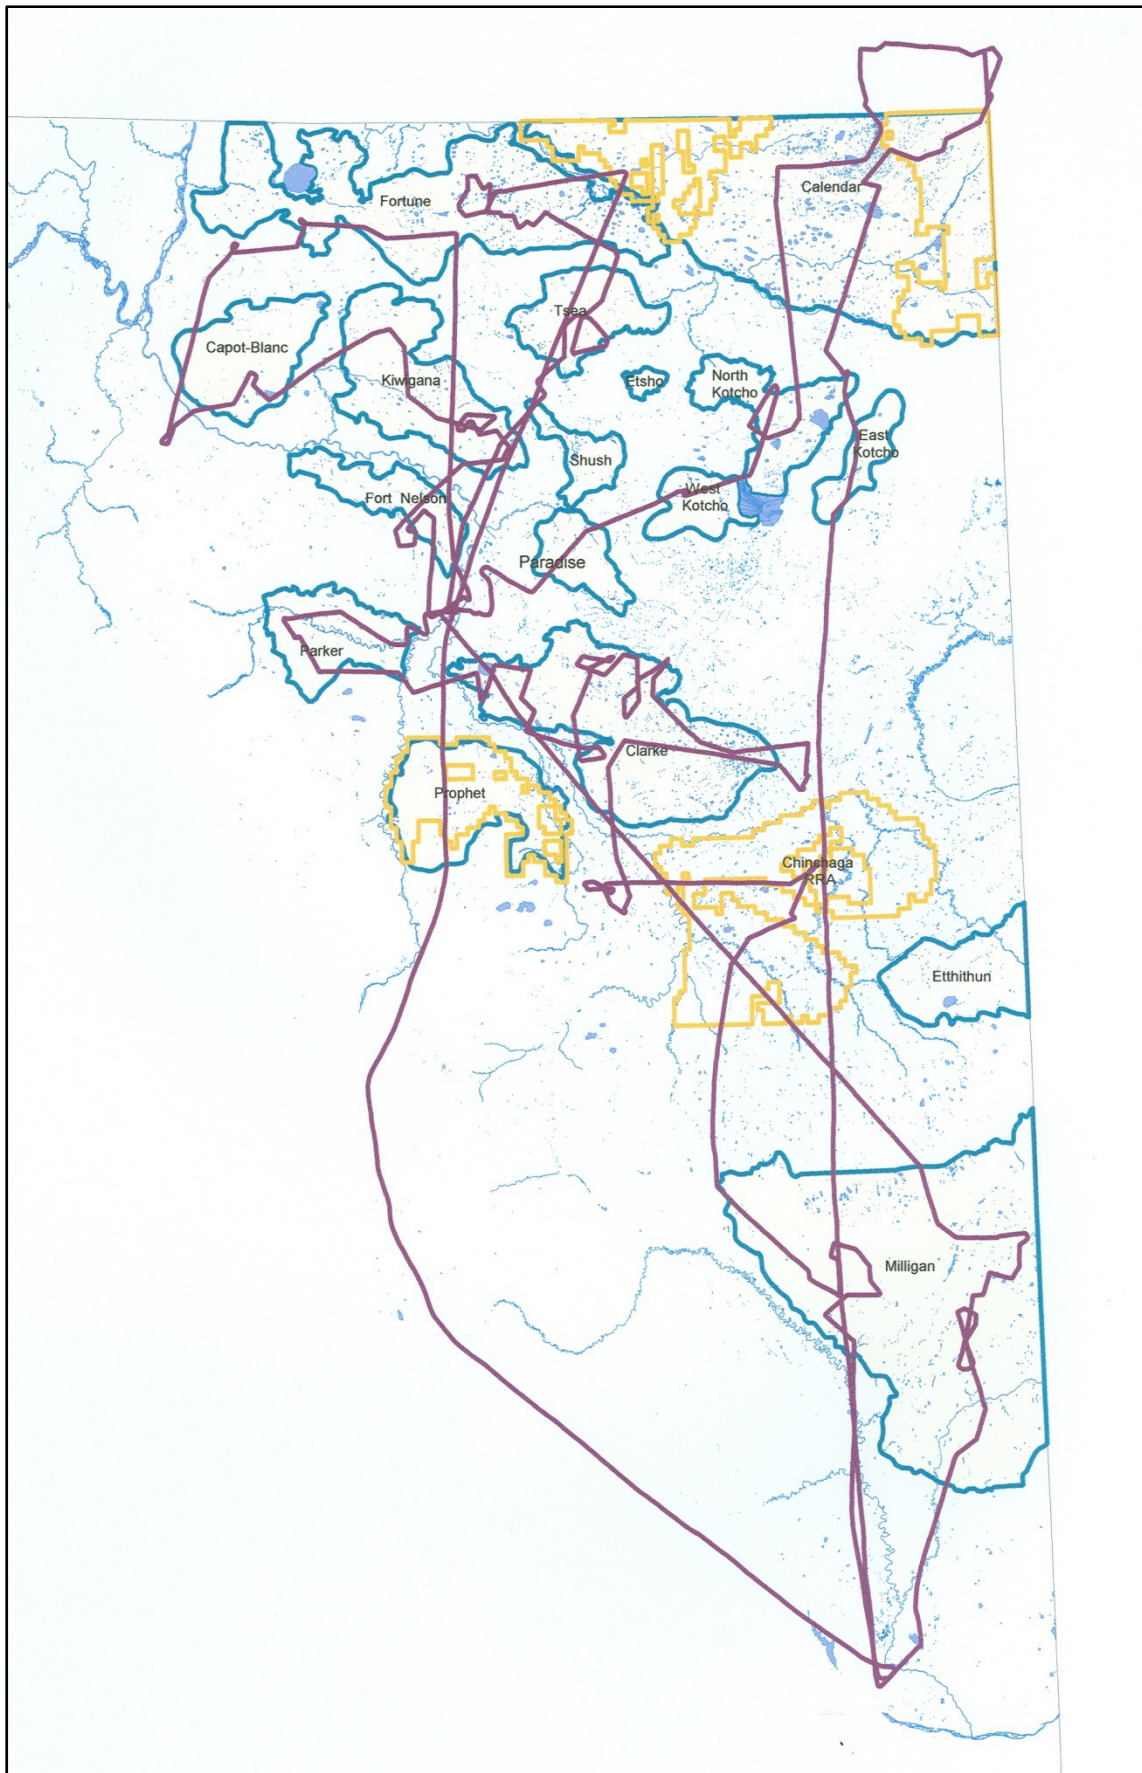 Calendar
Fortune
Tsea
Capot-Blanc
Kiwigana
Etsho
North
Kotcho
East
Kotcho
Shush
West
Kotcho
Fort Nelson
Paradise
Parker
Clarke
Prophet
Chinchaga
RRA
Etthithun
Milligan